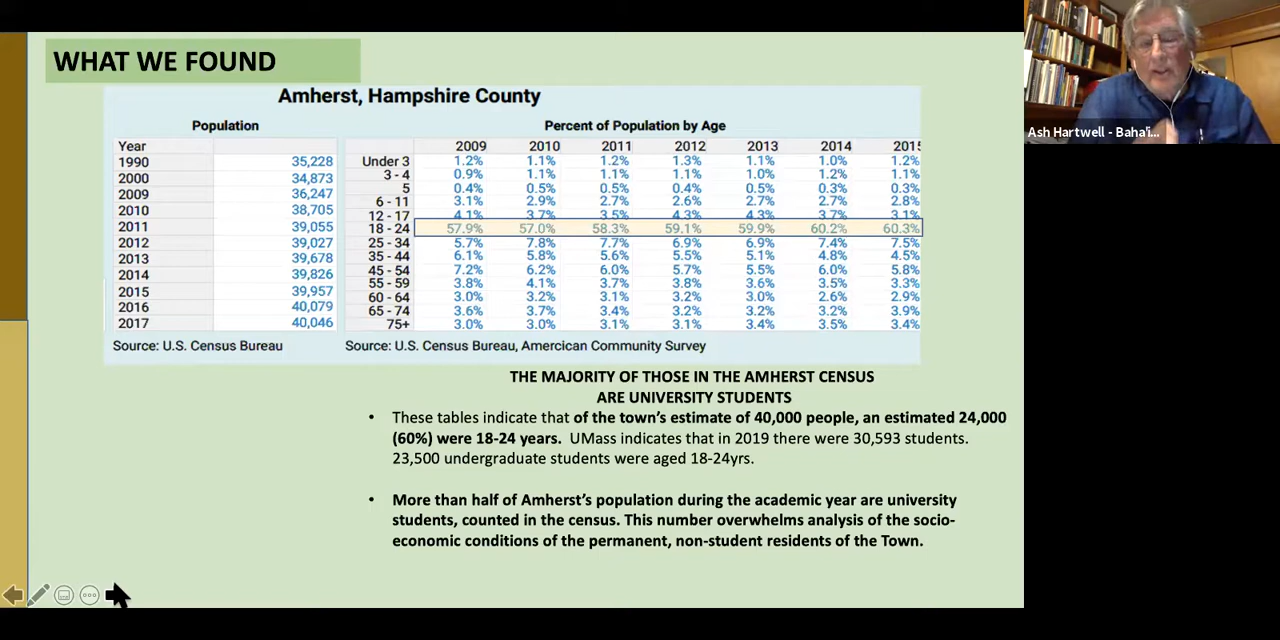 WHAT WE FOUND
Amherst, Hampshire County
Population
Year
1990 35,228
2000 34,873
2009 36,247
2010 38,705
2011 39,055
2012 39,027
2013 39,678
2014 39,826
2015 39,957
2016 40,079
2017 40,046
Source: U.S. Census Bureau
Percent of Population by Age
2009 2010 2011 2012 2013 2014 2015
Under 3 1.2% 1.1% 1.2% 1.3% 1.1% 1.0% 1.2%
3 - 4 0.9% 1.1% 1.1% 1.1% 1.0% 1.2% 1.1%
5 0.4% 0.5% 0.5% 0.4% 0.5% 0.3% 0.3%
6 - 11 3.1% 2.9% 2.7% 2.6% 2.7% 2.7% 2.8%
12 - 17 4.1% 3.7% 3.5% 4.3% 4.3% 3.7% 3.1%
18 - 24 57.9% 57.0% 58.3% 59.1% 59.9% 60.2% 60.3%
25 - 34 5.7% 7.8% 7.7% 6.9% 6.9% 7.4% 7.5%
35 - 44 6.1% 5.8% 5.6% 5.5% 5.1% 4.8% 4.5%
45 - 54 7.2% 6.2% 6.0% 5.7% 5.5% 6.0% 5.8%
55 - 59 3.8% 4.1% 3.7% 3.8% 3.6% 3.5% 3.3%
60 - 64 3.0% 3.2% 3.1% 3.2% 3.0% 2.6% 2.9%
65 - 74 3.6% 3.7% 3.4% 3.2% 3.2% 3.2% 3.9%
75+ 3.0% 3.0% 3.1% 3.1% 3.4% 3.5% 3.4%
Source: U.S. Census Bureau, Amercican Community Survey
THE MAJORITY OF THOSE IN THE AMHERST CENSUS
ARE UNIVERSITY STUDENTS
• These tables indicate that of the town's estimate of 40,000 people, an estimated 24,000
(60%) were 18-24 years. UMass indicates that in 2019 there were 30,593 students.
23,500 undergraduate students were aged 18-24yrs.
• More than half of Amherst's population during the academic year are university
students, counted in the census. This number overwhelms analysis of the socio-
economic conditions of the permanent, non-student residents of the Town.
Ash Hartwell - Baha'i...